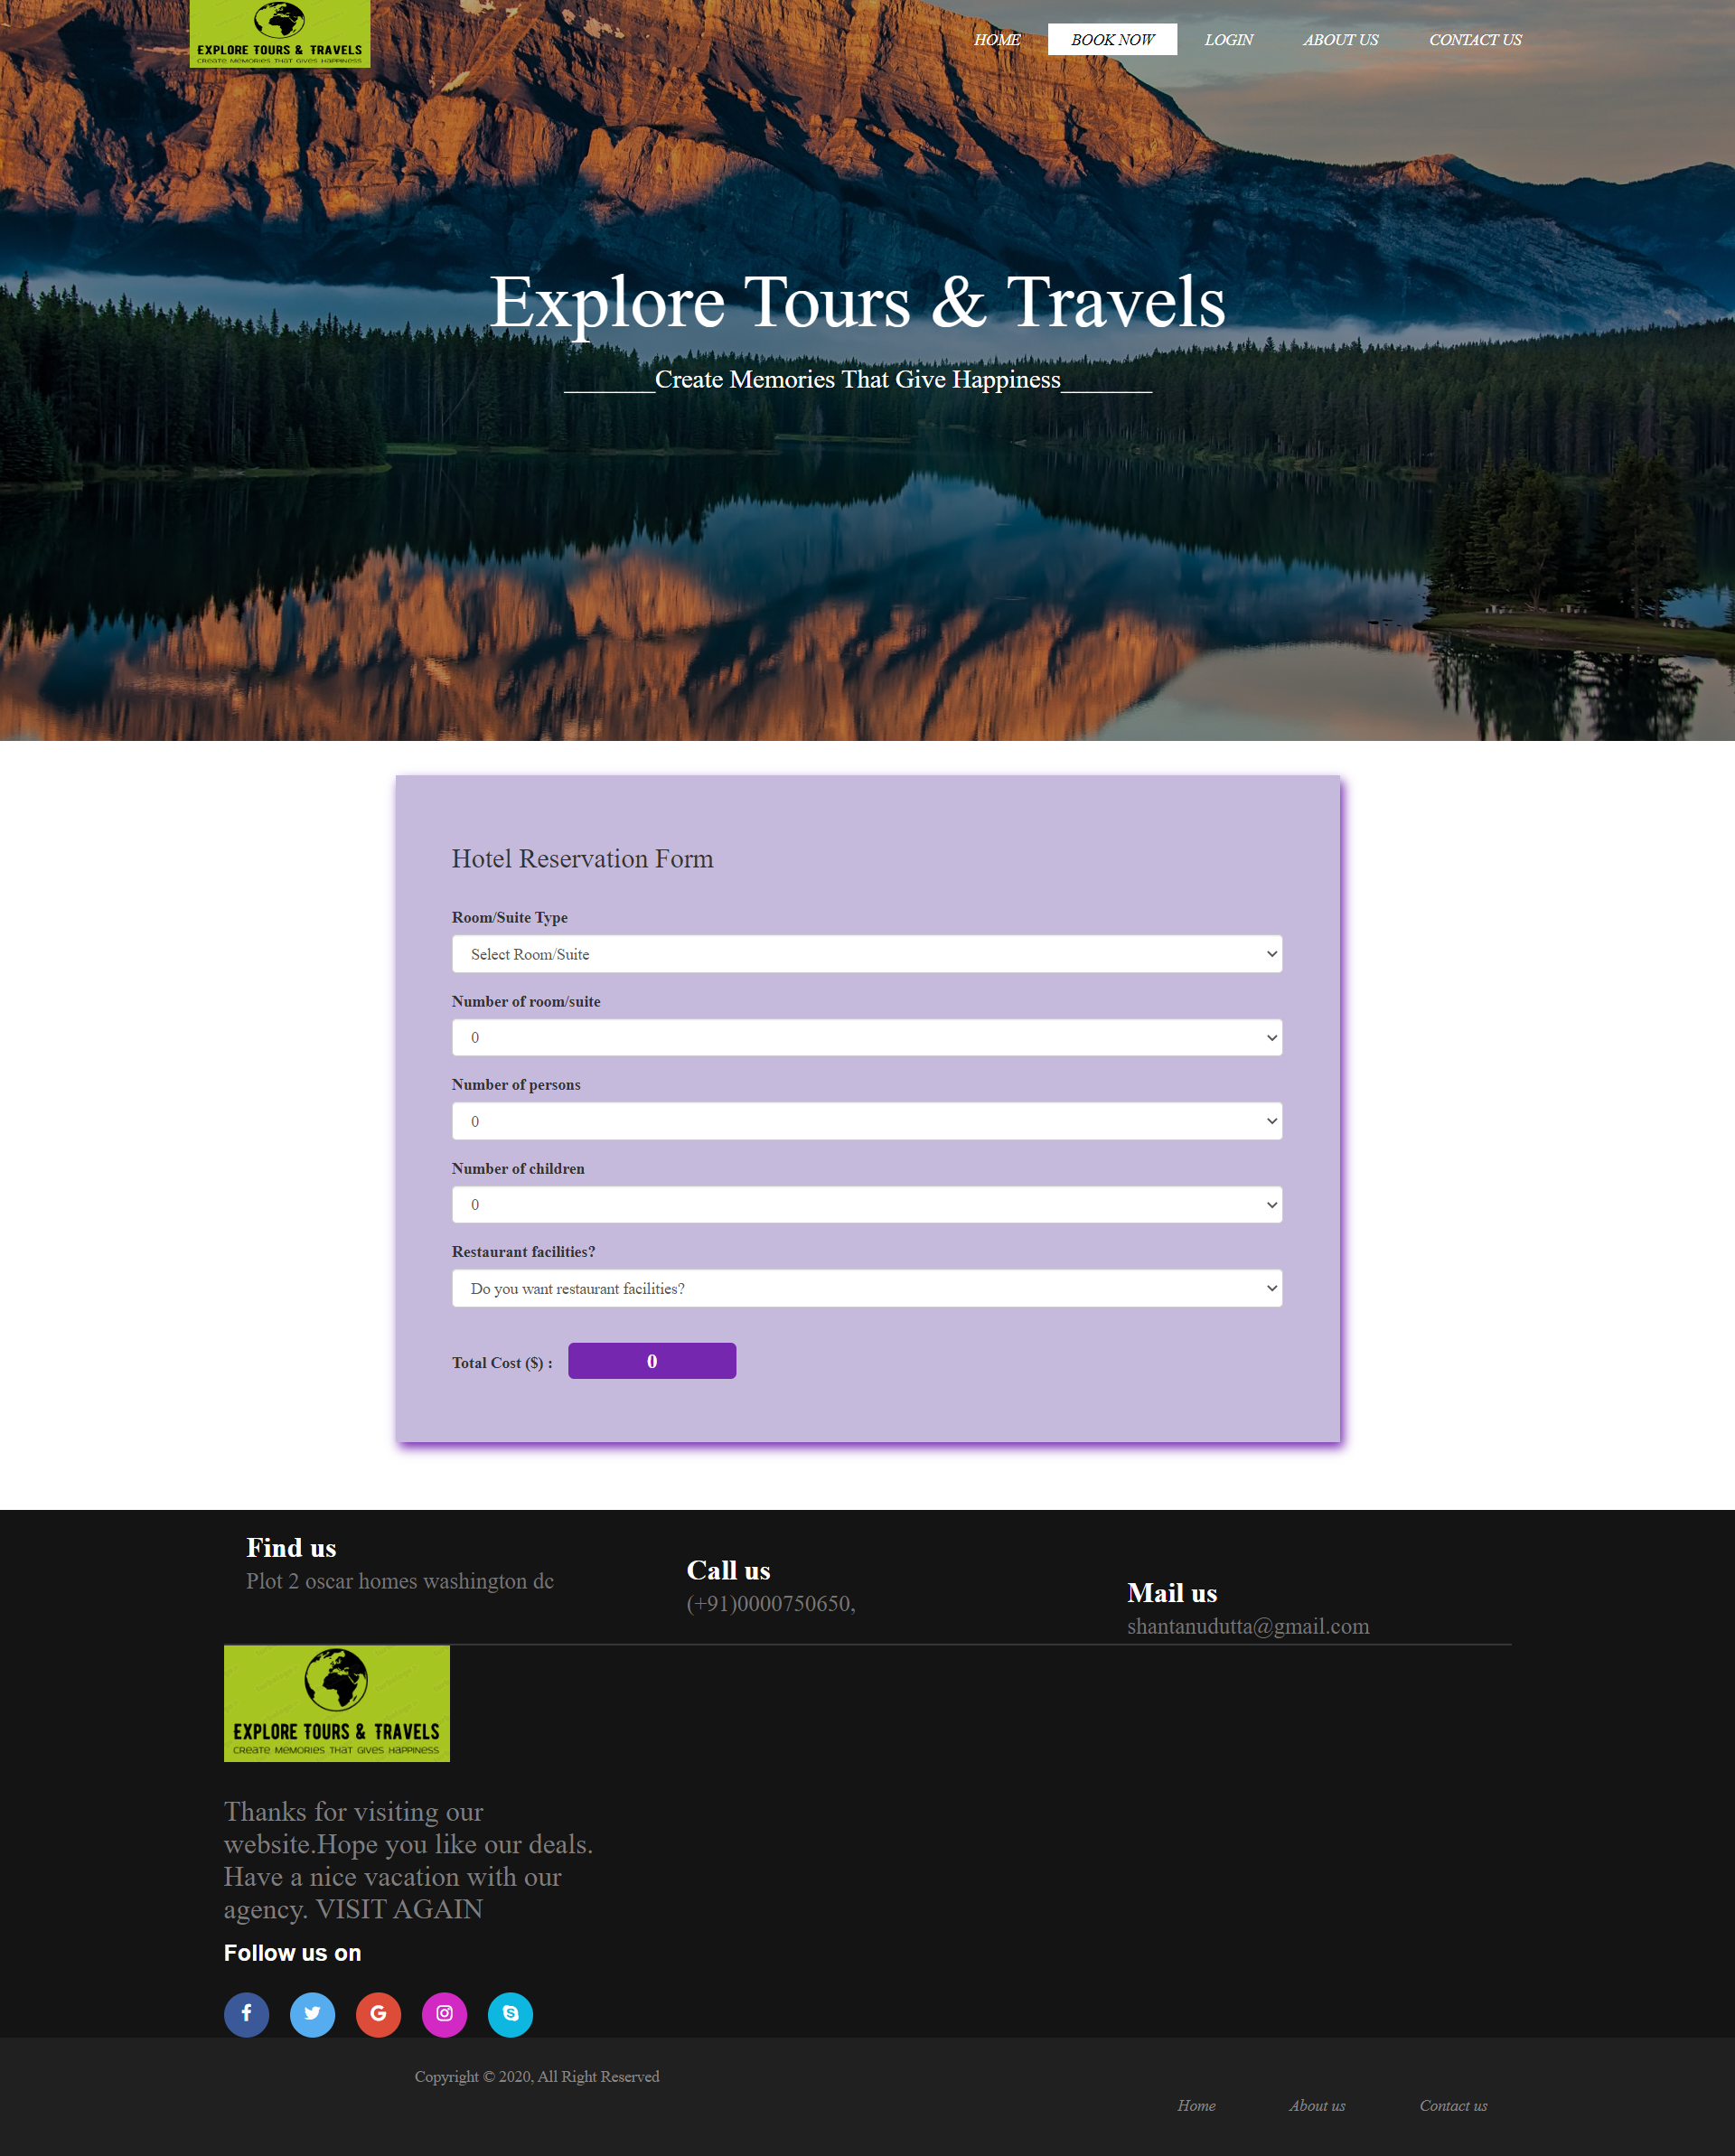 EXPLORE TOURS & TRAVELS
CREATE MEMORIES THAT GIVES HAPPINESS
HOME BOOK NOW LOGIN ABOUT US CONTACT US
Explore Tours & Travels
_______Create Memories That Give Happiness_______
Hotel Reservation Form
Room/Suite Type
Select Room/Suite
Number of room/suite
0
Number of persons
0
Number of children
0
Restaurant facilities?
Do you want restaurant facilities?
Total Cost ($) : 0
Find us
Plot 2 oscar homes washington dc
Call us
(+91)0000750650,
Mail us
shantanudutta@gmail.com
EXPLORE TOURS & TRAVELS
CREATE MEMORIES THAT GIVES HAPPINESS
Thanks for visiting our
website.Hope you like our deals.
Have a nice vacation with our
agency. VISIT AGAIN
Follow us on
Copyright © 2020, All Right Reserved
Home About us Contact us